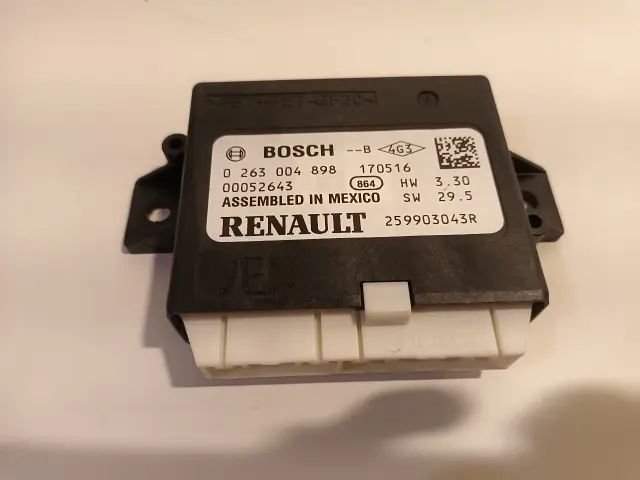 BOSCH --B 4G3
0 263 004 898 170516
00052643 864 HW 3.30
ASSEMBLED IN MEXICO SW 29.5
RENAULT 259903043R